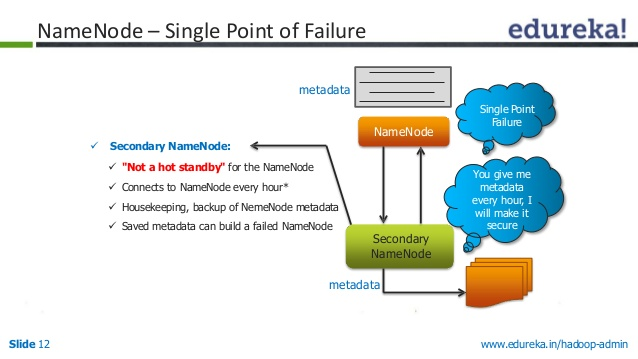 NameNode – Single Point of Failure
edureka!
metadata
NameNode
Single Point
Failure
Secondary NameNode:
"Not a hot standby" for the NameNode
Connects to NameNode every hour*
Housekeeping, backup of NemeNode metadata
Saved metadata can build a failed NameNode
You give me
metadata
every hour, I
will make it
secure
Secondary
NameNode
metadata
Slide 12
www.edureka.in/hadoop-admin